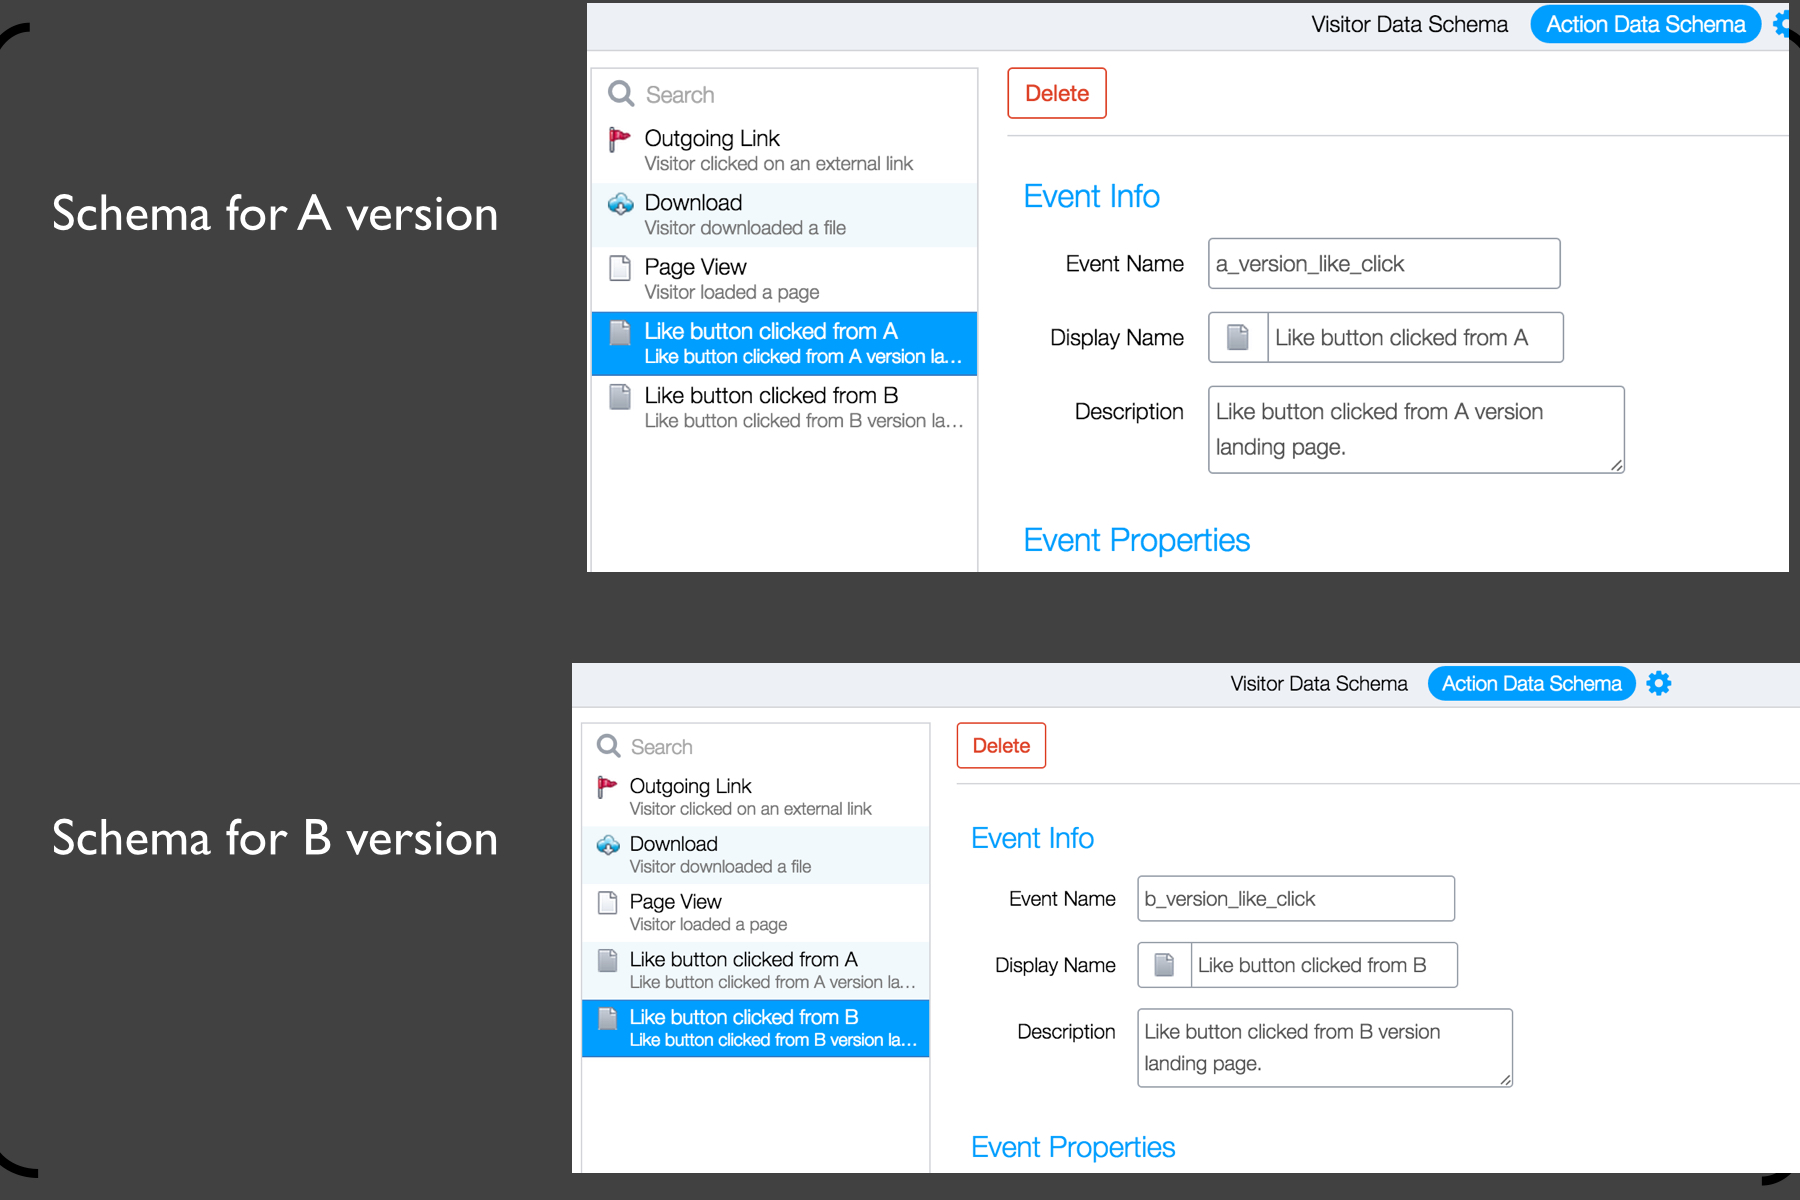 Schema for A version
Visitor Data Schema
Action Data Schema
Search
Outgoing Link
Visitor clicked on an external link
Download
Visitor downloaded a file
Page View
Visitor loaded a page
Like button clicked from A
Like button clicked from A version la...
Like button clicked from B
Like button clicked from B version la...
Delete
Event Info
Event Name
a_version_like_click
Display Name
Like button clicked from A
Description
Like button clicked from A version
landing page.
Event Properties
Schema for B version
Visitor Data Schema
Action Data Schema
Search
Outgoing Link
Visitor clicked on an external link
Download
Visitor downloaded a file
Page View
Visitor loaded a page
Like button clicked from A
Like button clicked from A version la...
Like button clicked from B
Like button clicked from B version la...
Delete
Event Info
Event Name
b_version_like_click
Display Name
Like button clicked from B
Description
Like button clicked from B version
landing page.
Event Properties